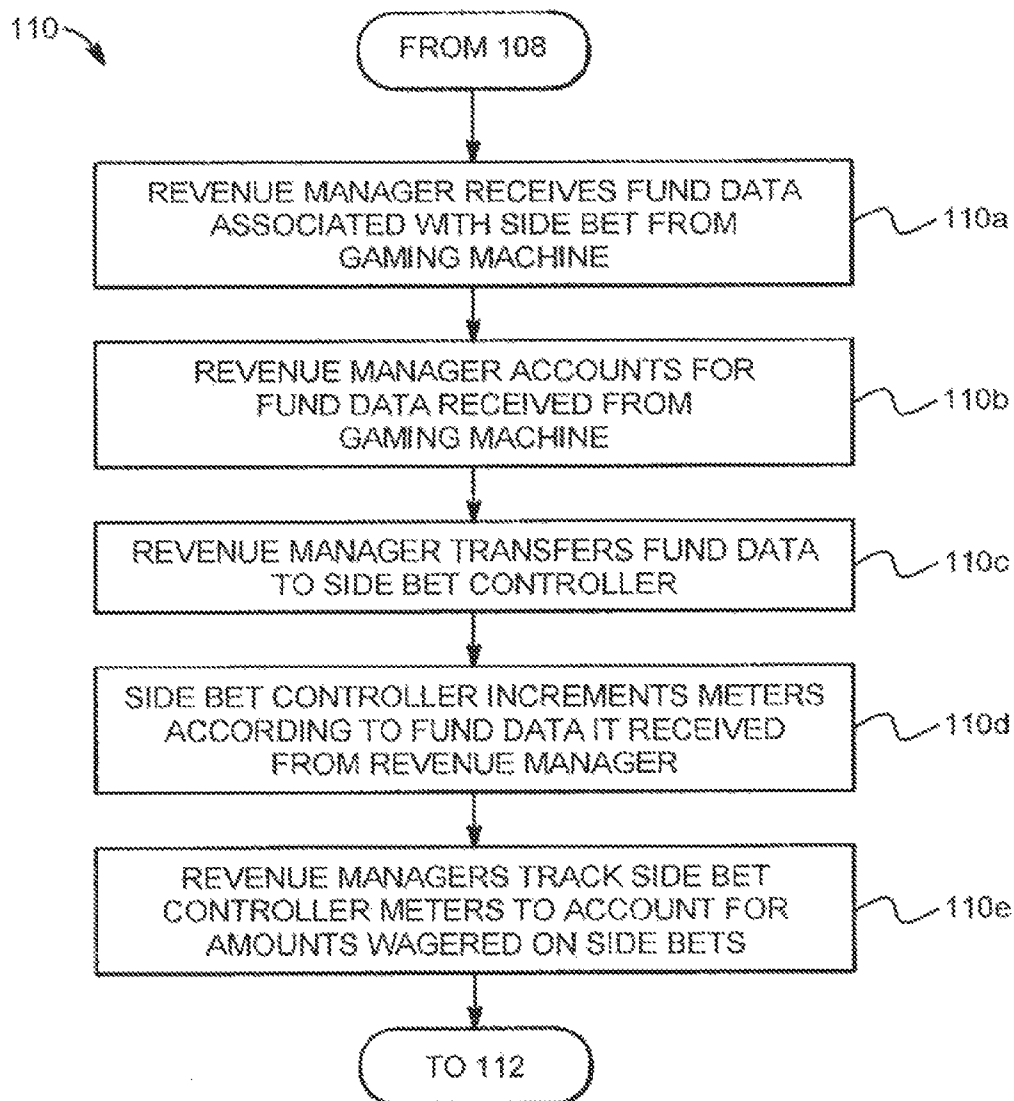 110
FROM 108
REVENUE MANAGER RECEIVES FUND DATA
ASSOCIATED WITH SIDE BET FROM
GAMING MACHINE
110a
REVENUE MANAGER ACCOUNTS FOR
FUND DATA RECEIVED FROM
GAMING MACHINE
110b
REVENUE MANAGER TRANSFERS FUND DATA
TO SIDE BET CONTROLLER
110c
SIDE BET CONTROLLER INCREMENTS METERS
ACCORDING TO FUND DATA IT RECEIVED
FROM REVENUE MANAGER
110d
REVENUE MANAGERS TRACK SIDE BET
CONTROLLER METERS TO ACCOUNT FOR
AMOUNTS WAGERED ON SIDE BETS
110e
TO 112